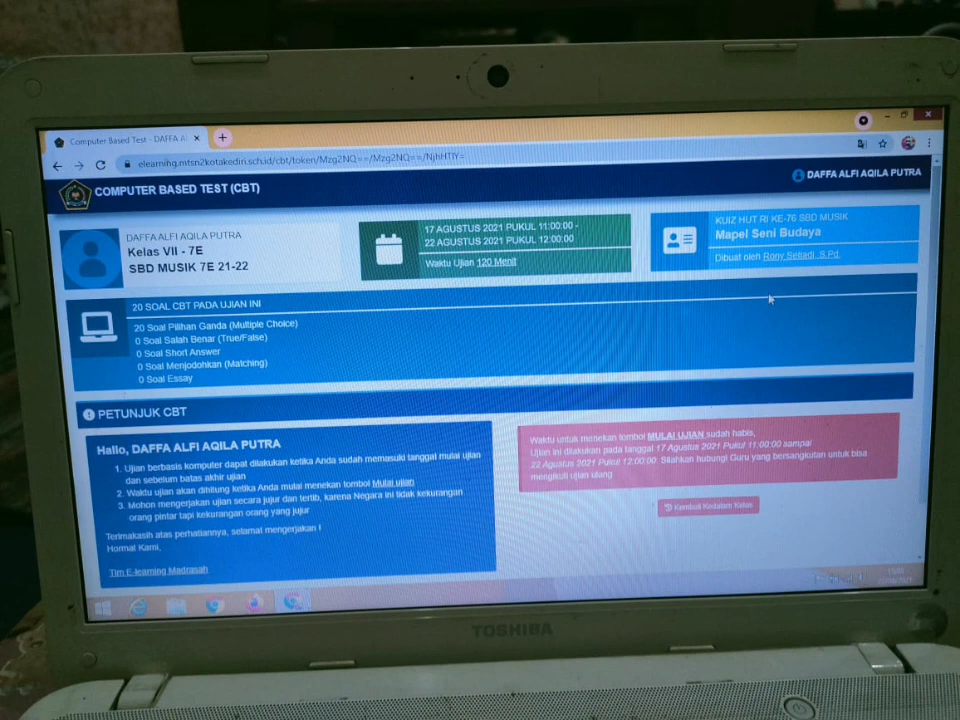 Computer Based Test - DAFFA A
elearning.mtsn2kotakediri.sch.id/cbt/token/Mzg2NQ==/Mzg2NQ==/NjhHTIY=
COMPUTER BASED TEST (CBT)
DAFFA ALFI AQILA PUTRA
DAFFA ALFI AQILA PUTRA
Kelas VII - 7E
SBD MUSIK 7E 21-22
17 AGUSTUS 2021 PUKUL 11:00:00 -
22 AGUSTUS 2021 PUKUL 12:00:00
Waktu Ujian 120 Menit
KUIZ HUT RI KE-76 SBD MUSIK
Mapel Seni Budaya
Dibuat oleh Rony Setiadi, S.Pd.
20 SOAL CBT PADA UJIAN INI
20 Soal Pilihan Ganda (Multiple Choice)
0 Soal Salah Benar (True/False)
0 Soal Short Answer
0 Soal Menjodohkan (Matching)
0 Soal Essay
PETUNJUK CBT
Hallo, DAFFA ALFI AQILA PUTRA
1. Ujian berbasis komputer dapat dilakukan ketika Anda sudah memasuki tanggal mulai ujian
dan sebelum batas akhir ujian
2. Waktu ujian akan dihitung ketika Anda mulai menekan tombol Mulai ujian
3. Mohon mengerjakan ujian secara jujur dan tertib, karena Negara ini tidak kekurangan
orang pintar tapi kekurangan orang yang jujur
Terimakasih atas perhatiannya, selamat mengerjakan !
Hormat Kami,
Tim E-learning Madrasah
Waktu untuk menekan tombol MULAI UJIAN sudah habis,
Ujian ini dilakukan pada tanggal 17 Agustus 2021 Pukul 11:00:00 sampai
22 Agustus 2021 Pukul 12:00:00. Silahkan hubungi Guru yang bersangkutan untuk bisa
mengikuti ujian ulang
Kembali Kedalam Kelas
TOSHIBA